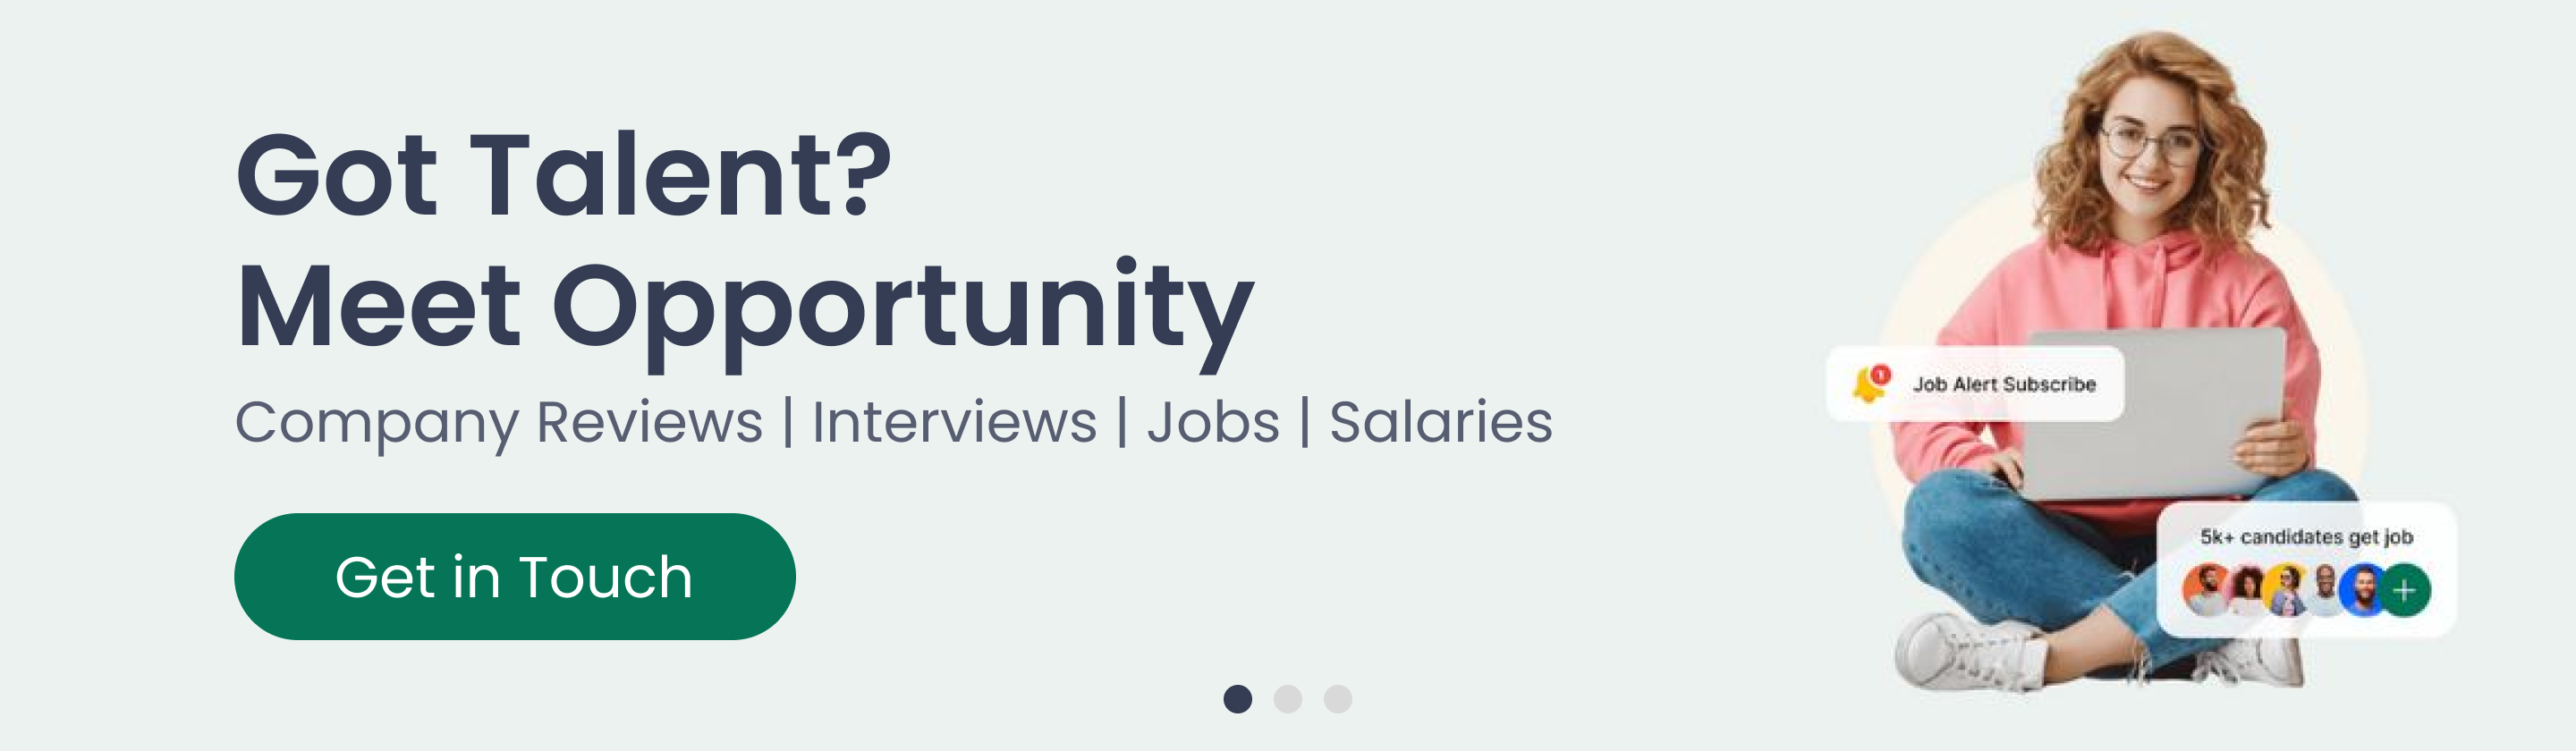 Got Talent?
Meet Opportunity
Company Reviews | Interviews | Jobs | Salaries
Get in Touch
1
Job Alert Subscribe
5k+ candidates get job